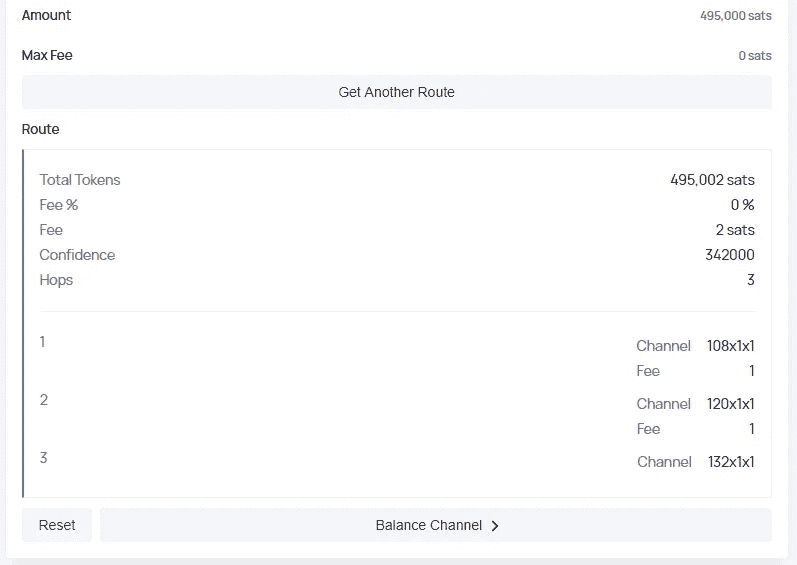 Amount 495,000 sats
Max Fee 0 sats
Get Another Route
Route
Total Tokens 495,002 sats
Fee % 0 %
Fee 2 sats
Confidence 342000
Hops 3
1 Channel 108x1x1
Fee 1
2 Channel 120x1x1
Fee 1
3 Channel 132x1x1
Reset Balance Channel